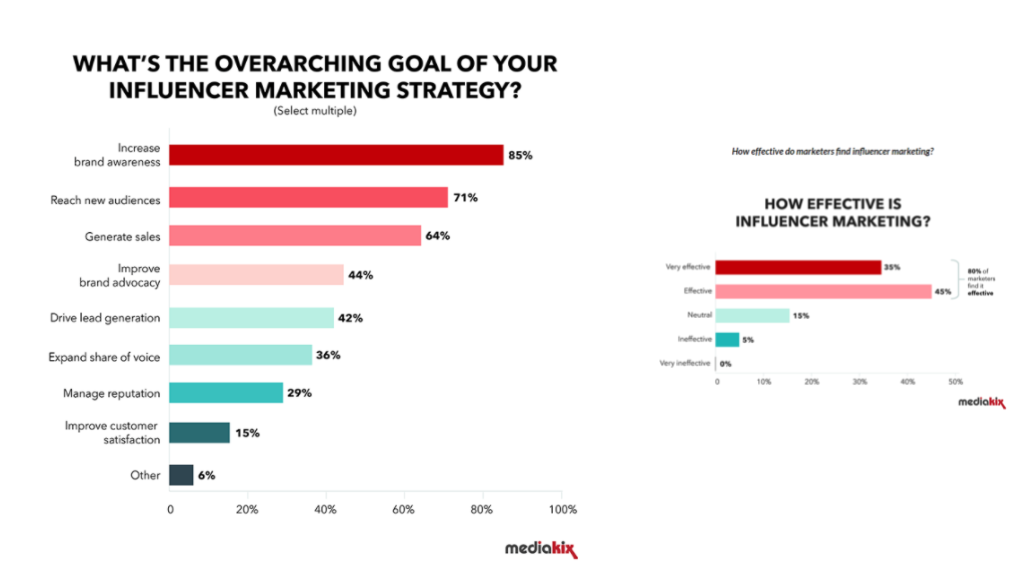 WHAT'S THE OVERARCHING GOAL OF YOUR
INFLUENCER MARKETING STRATEGY?
(Select multiple)
Increase
brand awareness
85%
Reach new audiences
71%
Generate sales
64%
Improve
brand advocacy
44%
Drive lead generation
42%
Expand share of voice
36%
Manage reputation
29%
Improve customer
satisfaction
15%
Other
6%
0 20% 40% 60% 80% 100%
mediakix
How effective do marketers find influencer marketing?
HOW EFFECTIVE IS
INFLUENCER MARKETING?
Very effective
35%
Effective
45%
80% of
marketers
find it
effective
Neutral
15%
Ineffective
5%
Very ineffective
0%
0 10% 20% 30% 40% 50%
mediakix